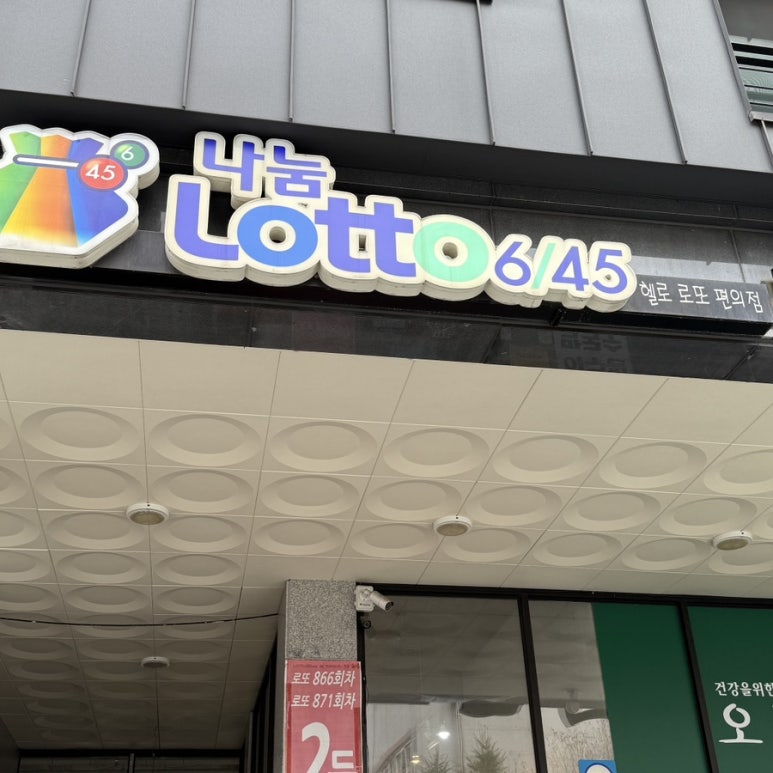 6
45
나눔
Lotto 6/45
헬로 로또 편의점
로또 866회차
로또 871회차
2등
건강을위한
오